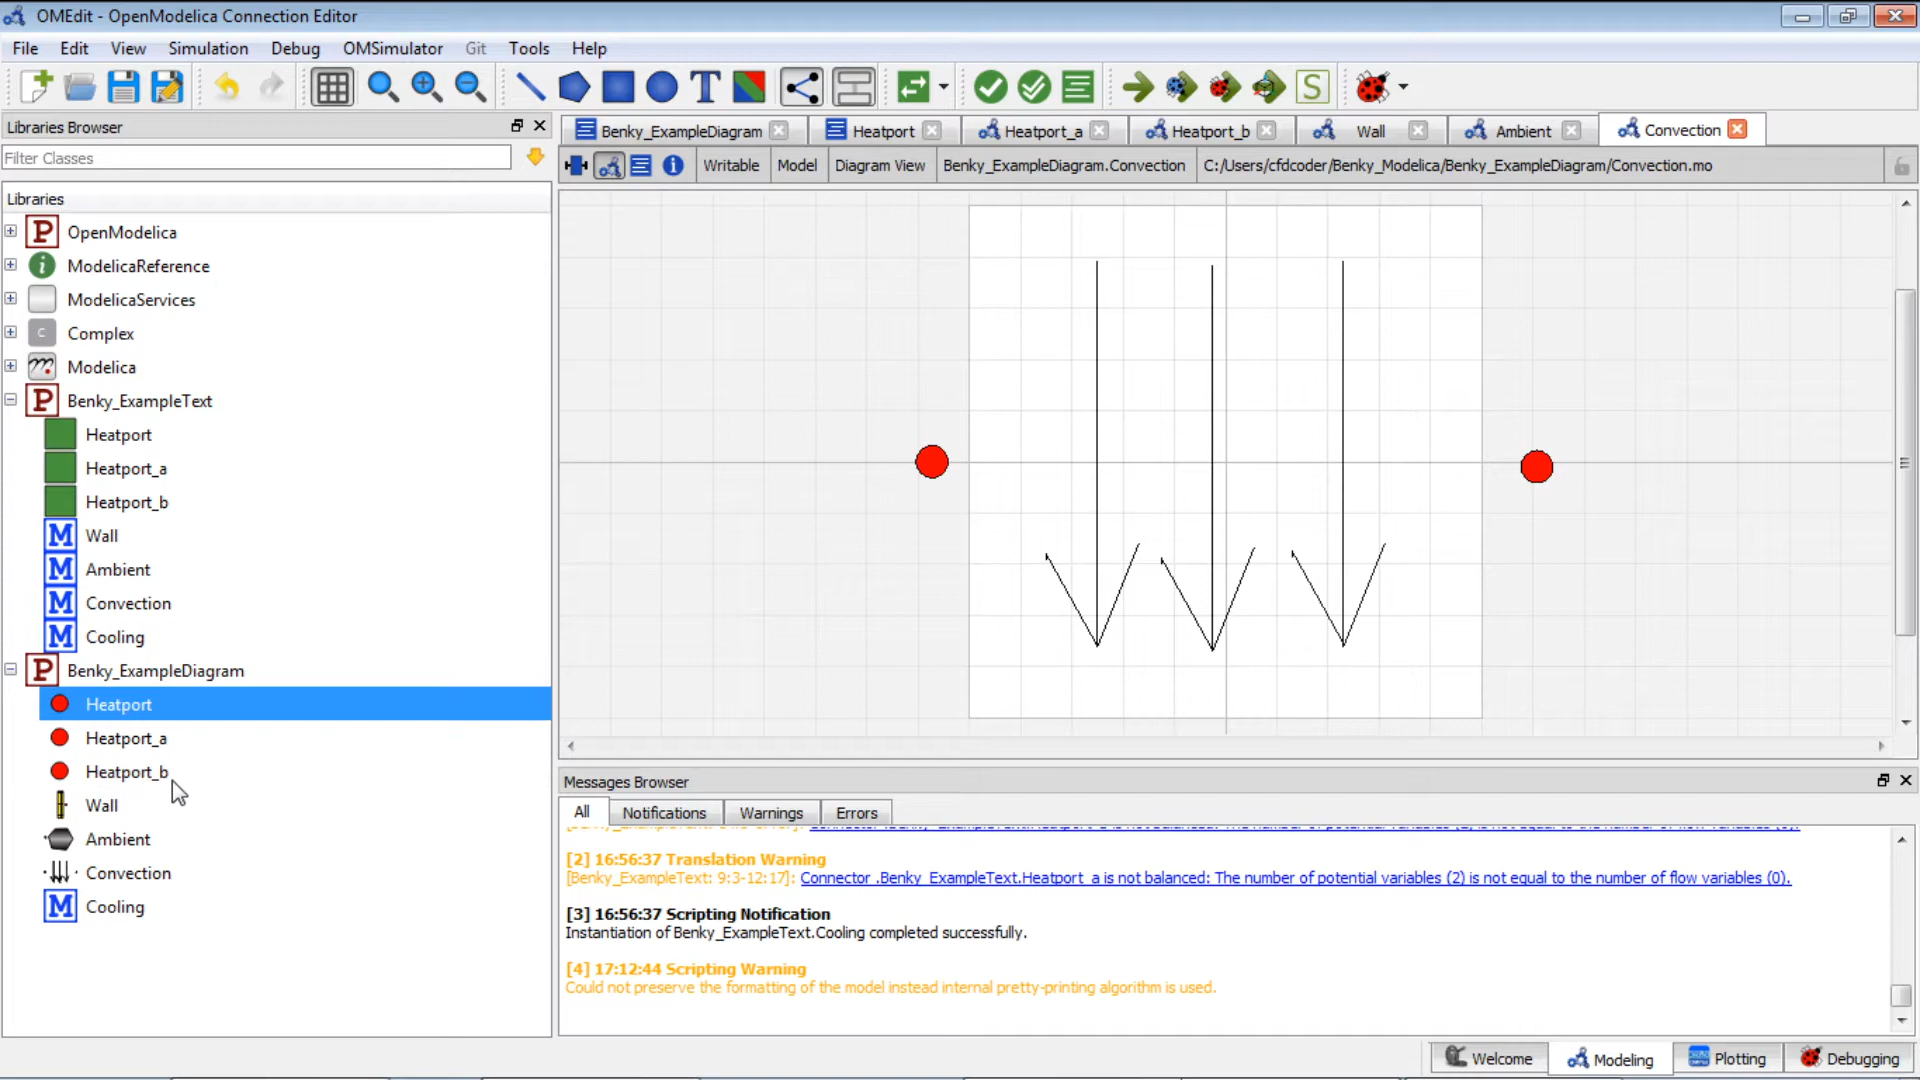 OMEdit - OpenModelica Connection Editor
File Edit View Simulation Debug OMSimulator Git Tools Help
T S
Libraries Browser
Filter Classes
Libraries
P OpenModelica
i ModelicaReference
ModelicaServices
C Complex
Modelica
P Benky_ExampleText
Heatport
Heatport_a
Heatport_b
M Wall
M Ambient
M Convection
M Cooling
P Benky_ExampleDiagram
Heatport
Heatport_a
Heatport_b
Wall
Ambient
Convection
M Cooling
Benky_ExampleDiagram Heatport Heatport_a Heatport_b Wall Ambient Convection
Writable Model Diagram View Benky_ExampleDiagram.Convection C:/Users/cfdcoder/Benky_Modelica/Benky_ExampleDiagram/Convection.mo
Messages Browser
All Notifications Warnings Errors
[2] 16:56:37 Translation Warning
[Benky_ExampleText: 9:3-12:17]: Connector .Benky_ExampleText.Heatport_a is not balanced: The number of potential variables (2) is not equal to the number of flow variables (0).
[3] 16:56:37 Scripting Notification
Instantiation of Benky_ExampleText.Cooling completed successfully.
[4] 17:12:44 Scripting Warning
Could not preserve the formatting of the model instead internal pretty-printing algorithm is used.
Welcome Modeling Plotting Debugging